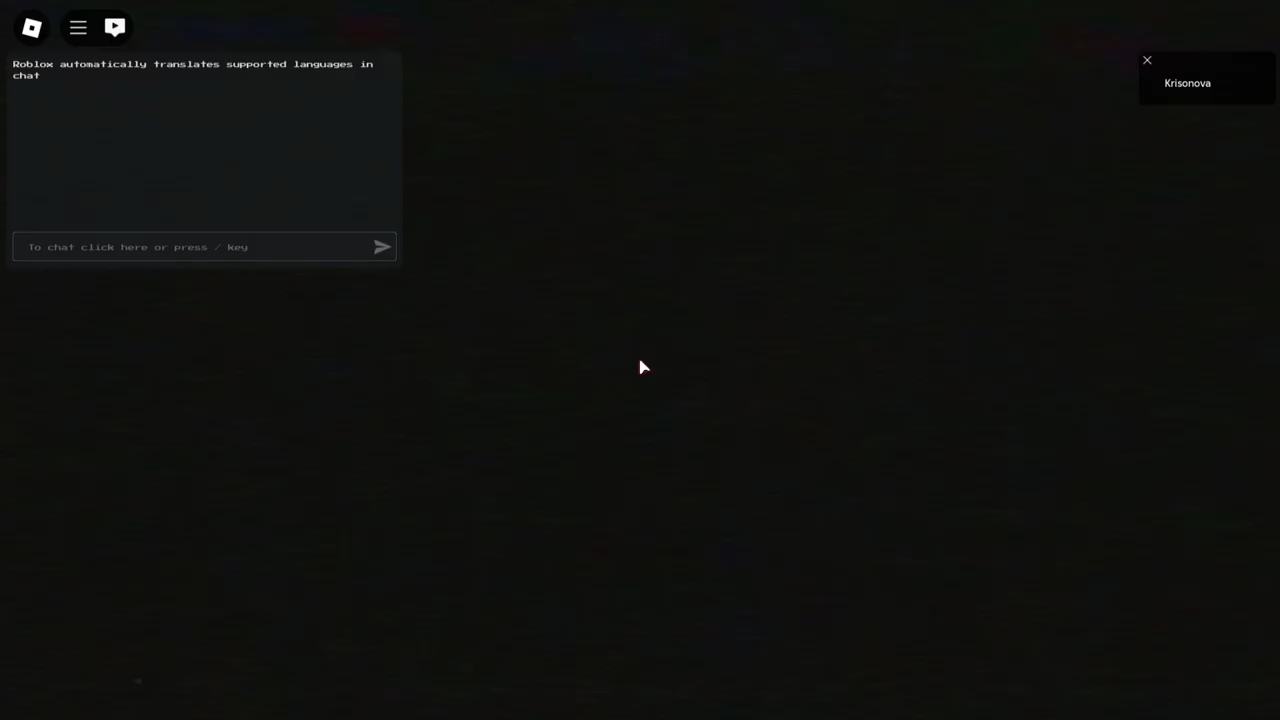 Roblox automatically translates supported languages in
chat
Krisonova
To chat click here or press / key